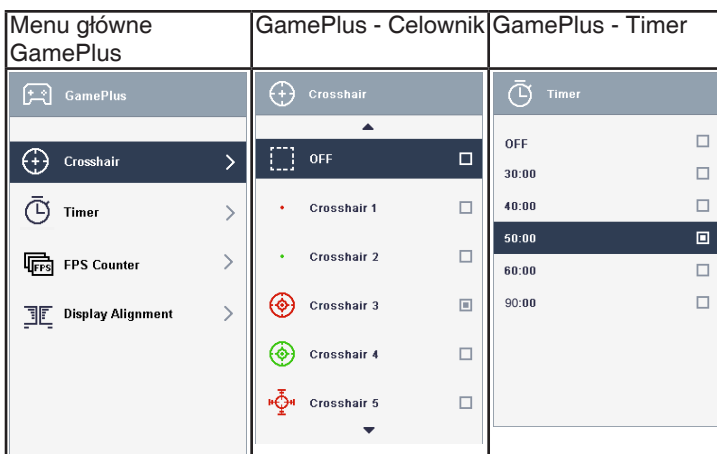 Menu główne
GamePlus
GamePlus - Celownik
GamePlus - Timer
GamePlus
Crosshair
Timer
FPS Counter
FPS
Display Alignment
Crosshair
OFF
Crosshair 1
Crosshair 2
Crosshair 3
Crosshair 4
Crosshair 5
Timer
OFF
30:00
40:00
50:00
60:00
90:00